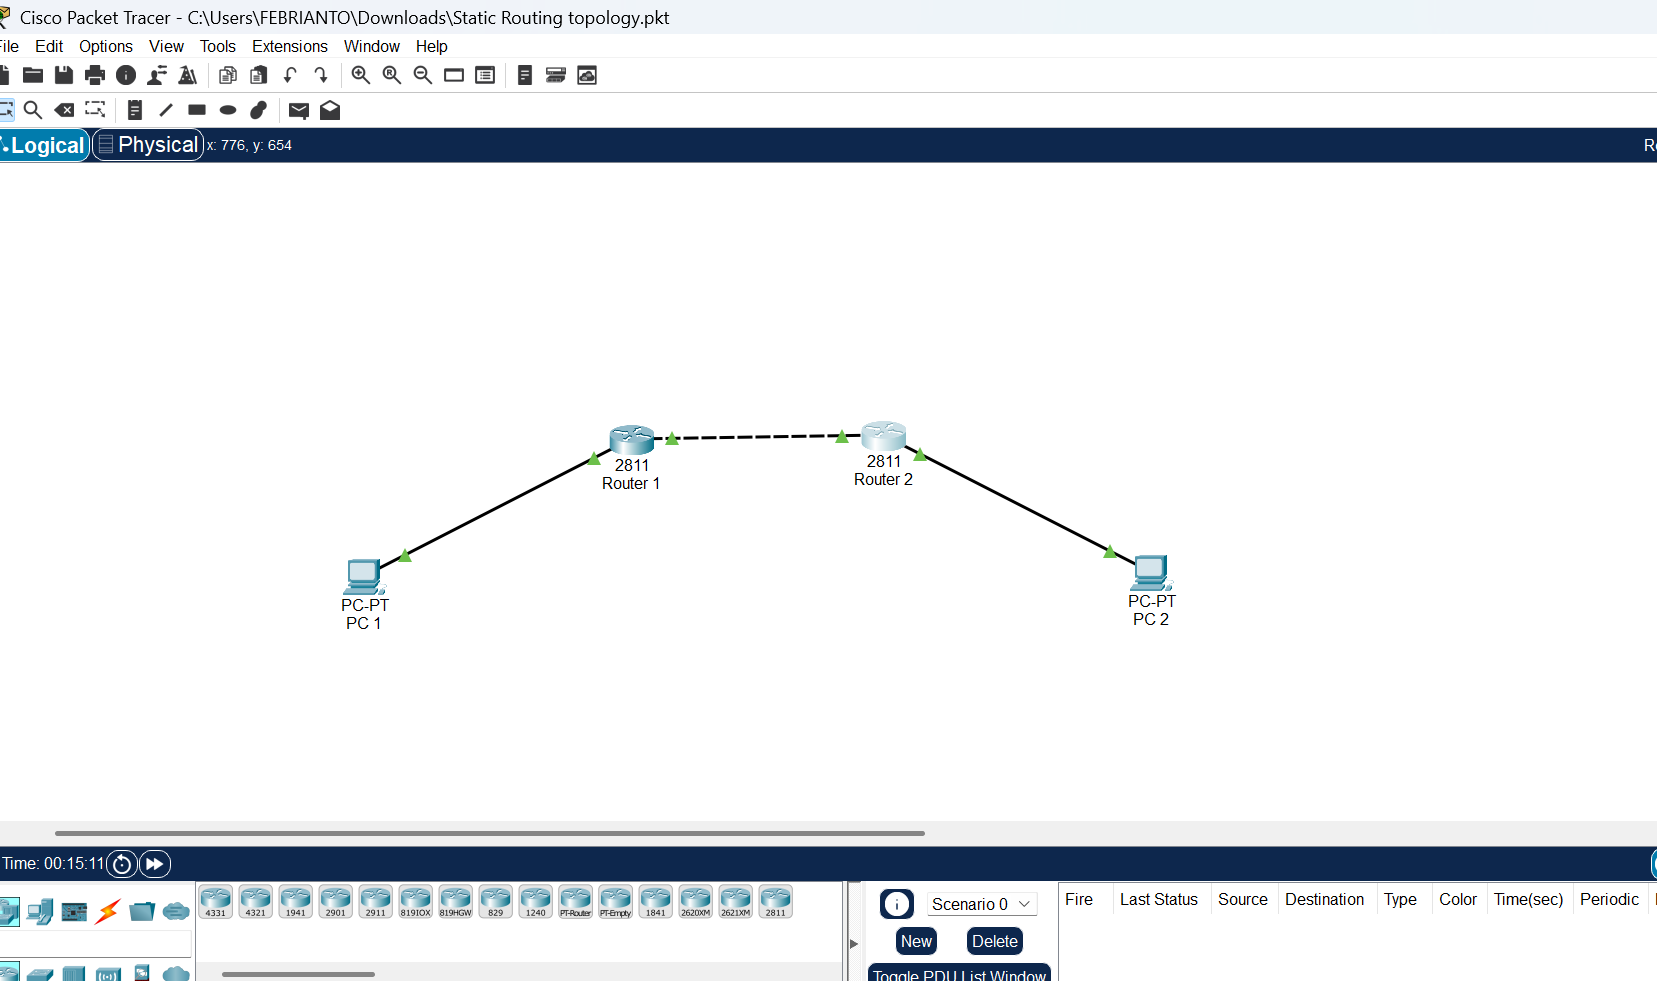 Cisco Packet Tracer - C:\Users\FEBRIANTO\Downloads\Static Routing topology.pkt
File Edit Options View Tools Extensions Window Help
Logical Physical x: 776, y: 654
2811
Router 1
2811
Router 2
PC-PT
PC 1
PC-PT
PC 2
Time: 00:15:11
4331 4321 1941 2901 2911 819IOX 819HGW 829 1240 PT-Router PT-Empty 1841 2620XM 2621XM 2811
Scenario 0
New Delete
Toggle PDU List Window
Fire Last Status Source Destination Type Color Time(sec) Periodic